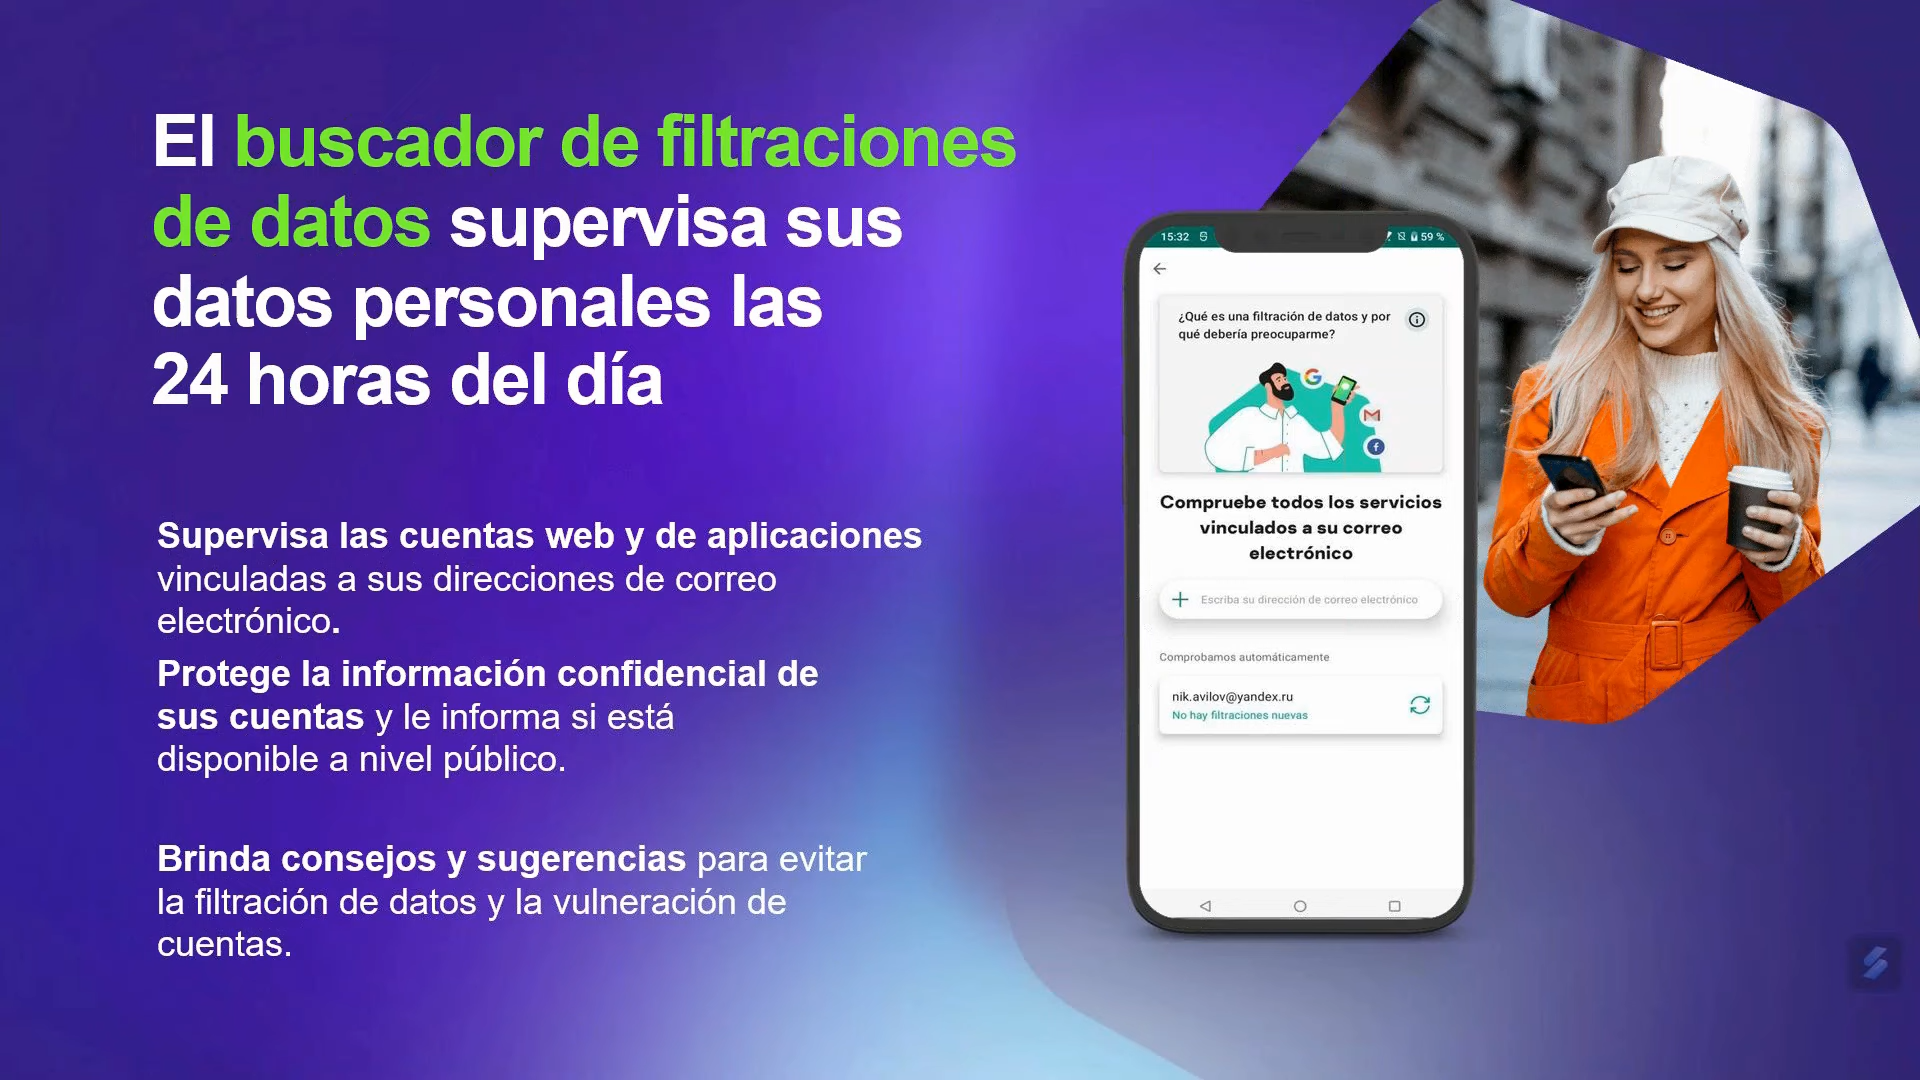 El buscador de filtraciones
de datos supervisa sus
datos personales las
24 horas del día
Supervisa las cuentas web y de aplicaciones
vinculadas a sus direcciones de correo
electrónico.
Protege la información confidencial de
sus cuentas y le informa si está
disponible a nivel público.
Brinda consejos y sugerencias para evitar
la filtración de datos y la vulneración de
cuentas.
15:32
59 %
¿Qué es una filtración de datos y por
qué debería preocuparme?
Compruebe todos los servicios
vinculados a su correo
electrónico
Escriba su dirección de correo electrónico
Comprobamos automáticamente
nik.avilov@yandex.ru
No hay filtraciones nuevas